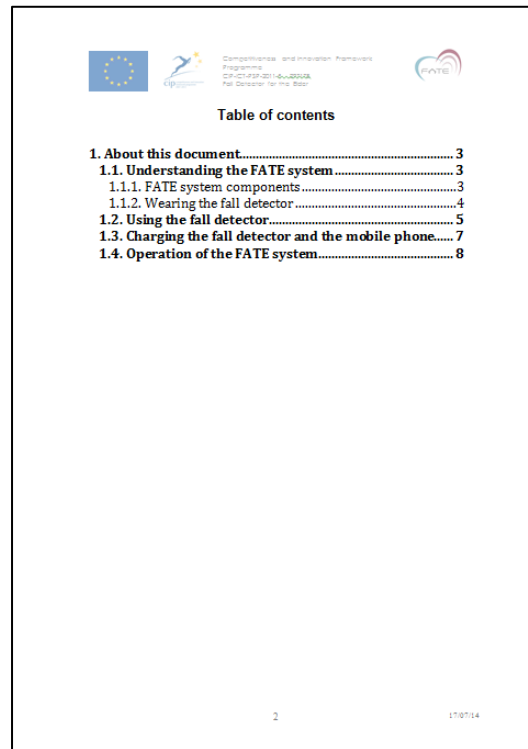 Competitiveness and Innovation Framework
Programme
Fall Detector for the Elder
cip
FATE
Table of contents
1. About this document................................................................ 3
1.1. Understanding the FATE system ................................... 3
1.1.1. FATE system components .............................................. 3
1.1.2. Wearing the fall detector ................................................ 4
1.2. Using the fall detector........................................................ 5
1.3. Charging the fall detector and the mobile phone...... 7
1.4. Operation of the FATE system......................................... 8
2
17/07/14